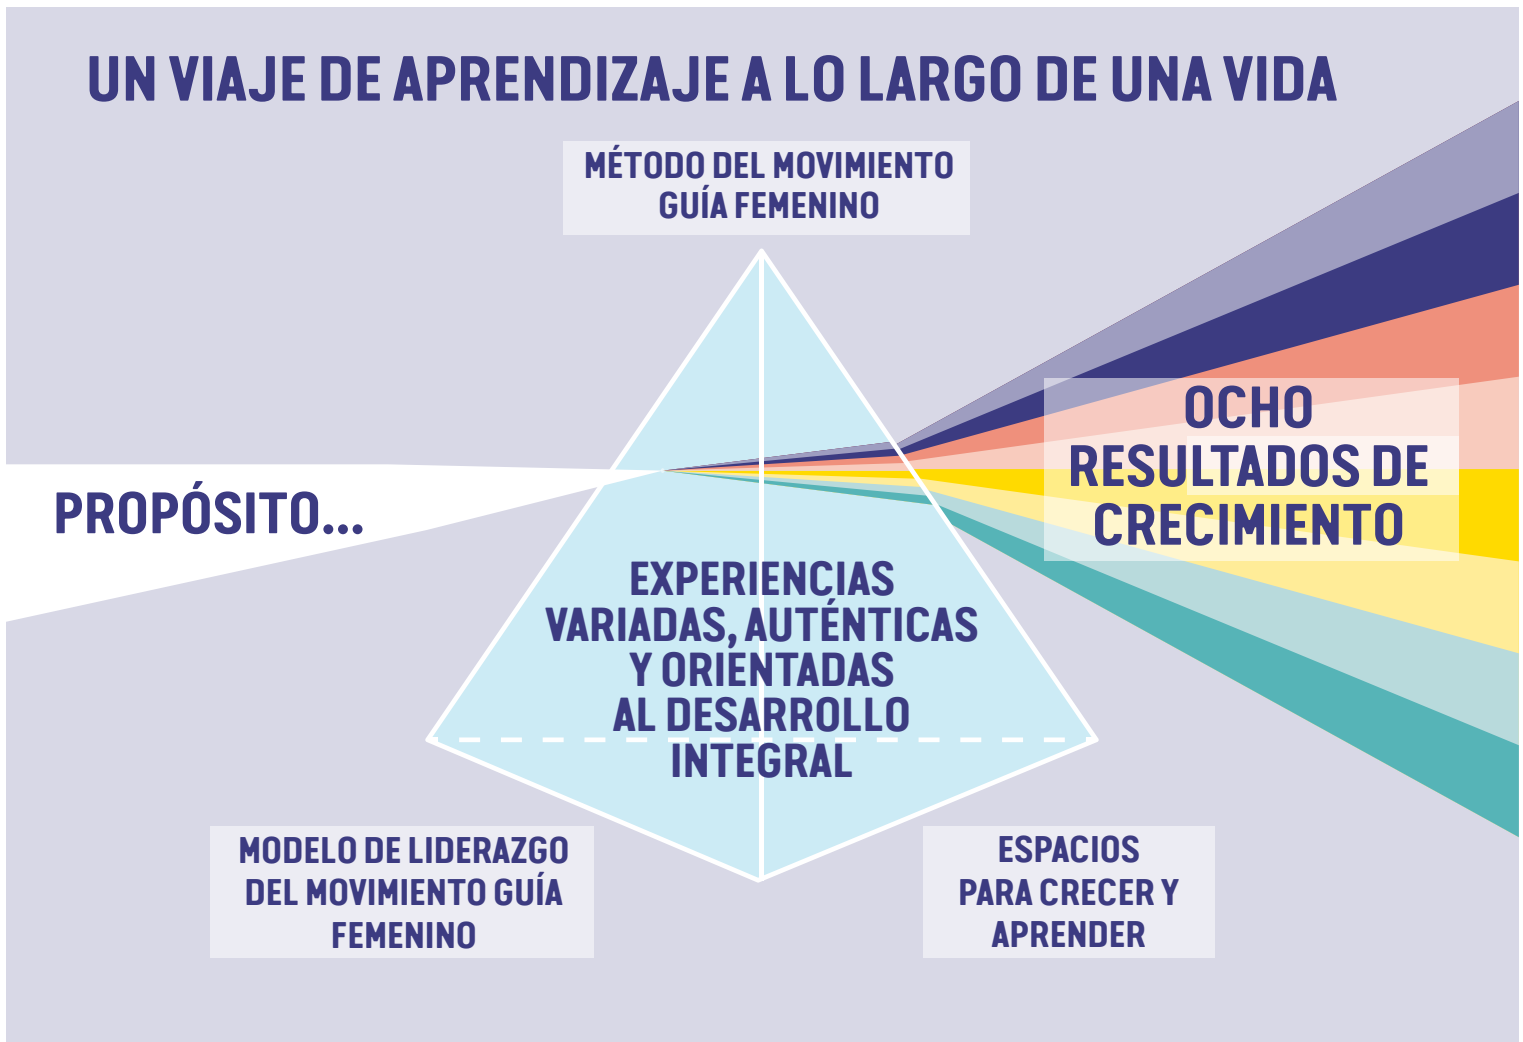 UN VIAJE DE APRENDIZAJE A LO LARGO DE UNA VIDA
MÉTODO DEL MOVIMIENTO
GUÍA FEMENINO
PROPÓSITO...
OCHO
RESULTADOS DE
CRECIMIENTO
EXPERIENCIAS
VARIADAS, AUTÉNTICAS
Y ORIENTADAS
AL DESARROLLO
INTEGRAL
MODELO DE LIDERAZGO
DEL MOVIMIENTO GUÍA
FEMENINO
ESPACIOS
PARA CRECER Y
APRENDER